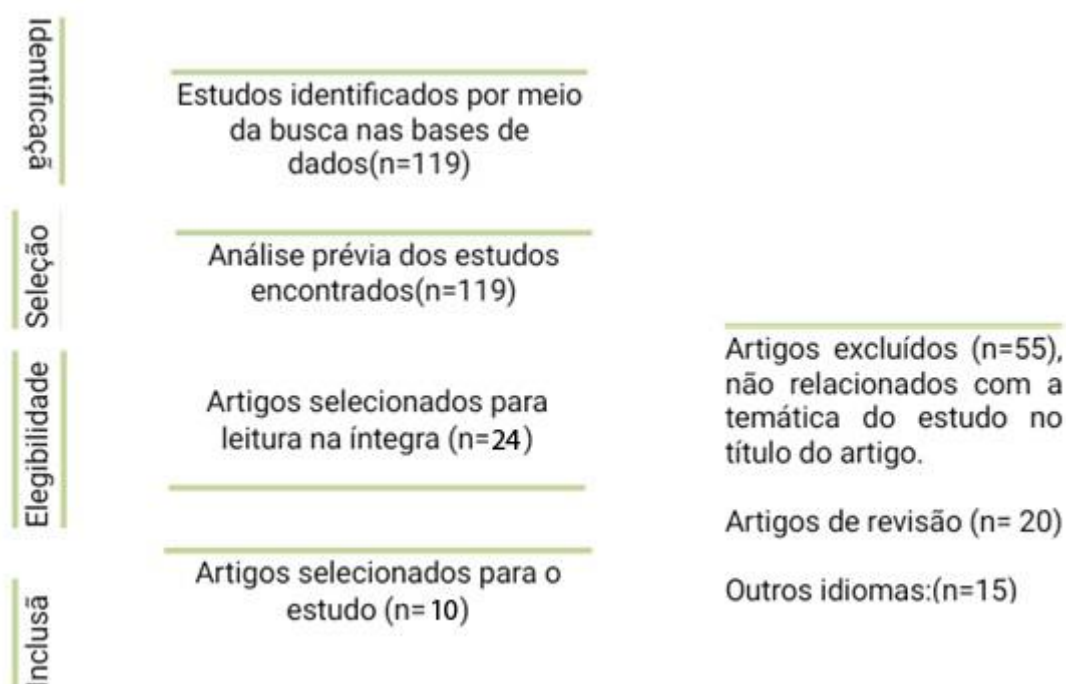 Identificaçã
Estudos identificados por meio
da busca nas bases de
dados(n=119)
Seleção
Análise prévia dos estudos
encontrados(n=119)
Elegibilidade
Artigos selecionados para
leitura na íntegra (n=24)
Artigos excluídos (n=55),
não relacionados com a
temática do estudo no
título do artigo.
Artigos de revisão (n= 20)
Outros idiomas:(n=15)
Inclusã
Artigos selecionados para o
estudo (n= 10)